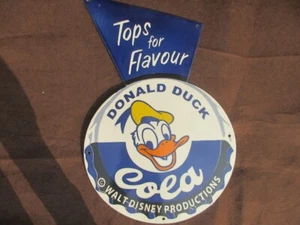 Tops
for
Flavour
DONALD DUCK
Cola
© WALT DISNEY PRODUCTIONS